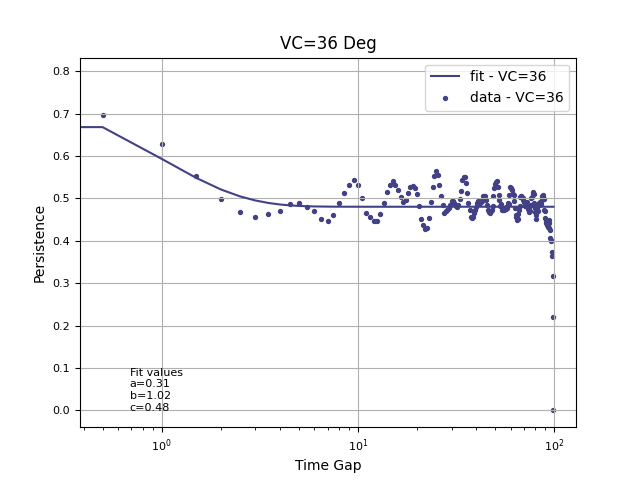 VC=36 Deg
fit - VC=36
data - VC=36
0.8
0.7
0.6
0.5
0.4
0.3
0.2
0.1
0.0
Persistence
Fit values
a=0.31
b=1.02
c=0.48
10⁰
10¹
10²
Time Gap